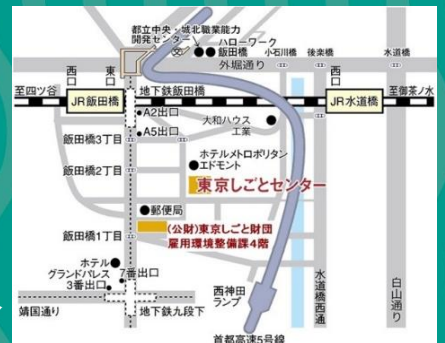 都立中央・城北職業能力
開発センター
ハローワーク
飯田橋
小石川橋
後楽橋
水道橋
外堀通り
西口
東口
西口
至四ツ谷
JR飯田橋
地下鉄飯田橋
JR水道橋
至御茶ノ水
A2出口
大和ハウス
工業
A5出口
飯田橋3丁目
ホテルメトロポリタン
エドモント
飯田橋2丁目
東京しごとセンター
郵便局
(公財)東京しごと財団
雇用環境整備課4階
飯田橋1丁目
ホテル
グランドパレス
7番出口
3番出口
西神田
ランプ
水道橋西通
白山通り
靖国通り
地下鉄九段下
首都高速5号線